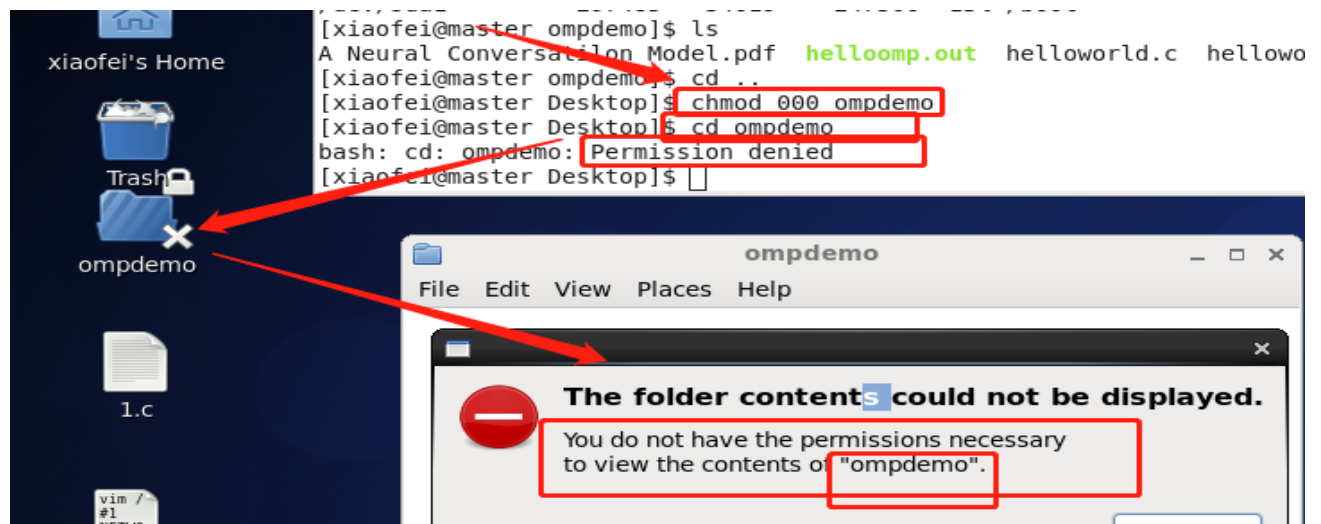 xiaofei's Home
[xiaofei@master ompdemo]$ ls
A Neural Conversatilon Model.pdf helloomp.out helloworld.c hellowo
[xiaofei@master ompdemo]$ cd ..
[xiaofei@master Desktop]$ chmod 000 ompdemo
[xiaofei@master Desktop]$ cd ompdemo
bash: cd: ompdemo: Permission denied
[xiaofei@master Desktop]$
Trash
ompdemo
1.c
vim /
#1
ompdemo
File Edit View Places Help
The folder contents could not be displayed.
You do not have the permissions necessary
to view the contents of "ompdemo".